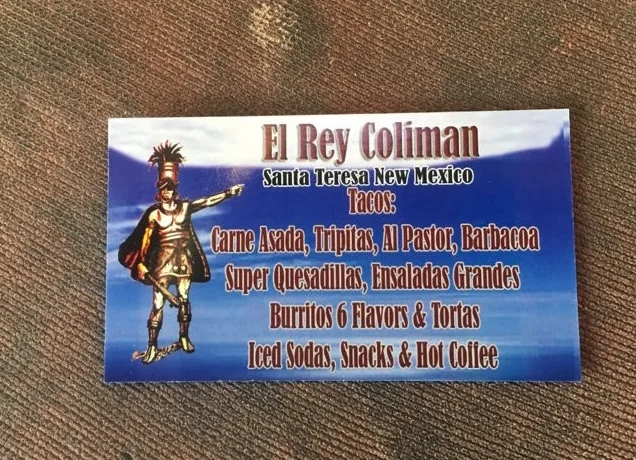 El Rey Coliman
Santa Teresa New Mexico
Tacos:
Carne Asada, Tripitas, Al Pastor, Barbacoa
Super Quesadillas, Ensaladas Grandes
Burritos 6 Flavors & Tortas
Iced Sodas, Snacks & Hot Coffee